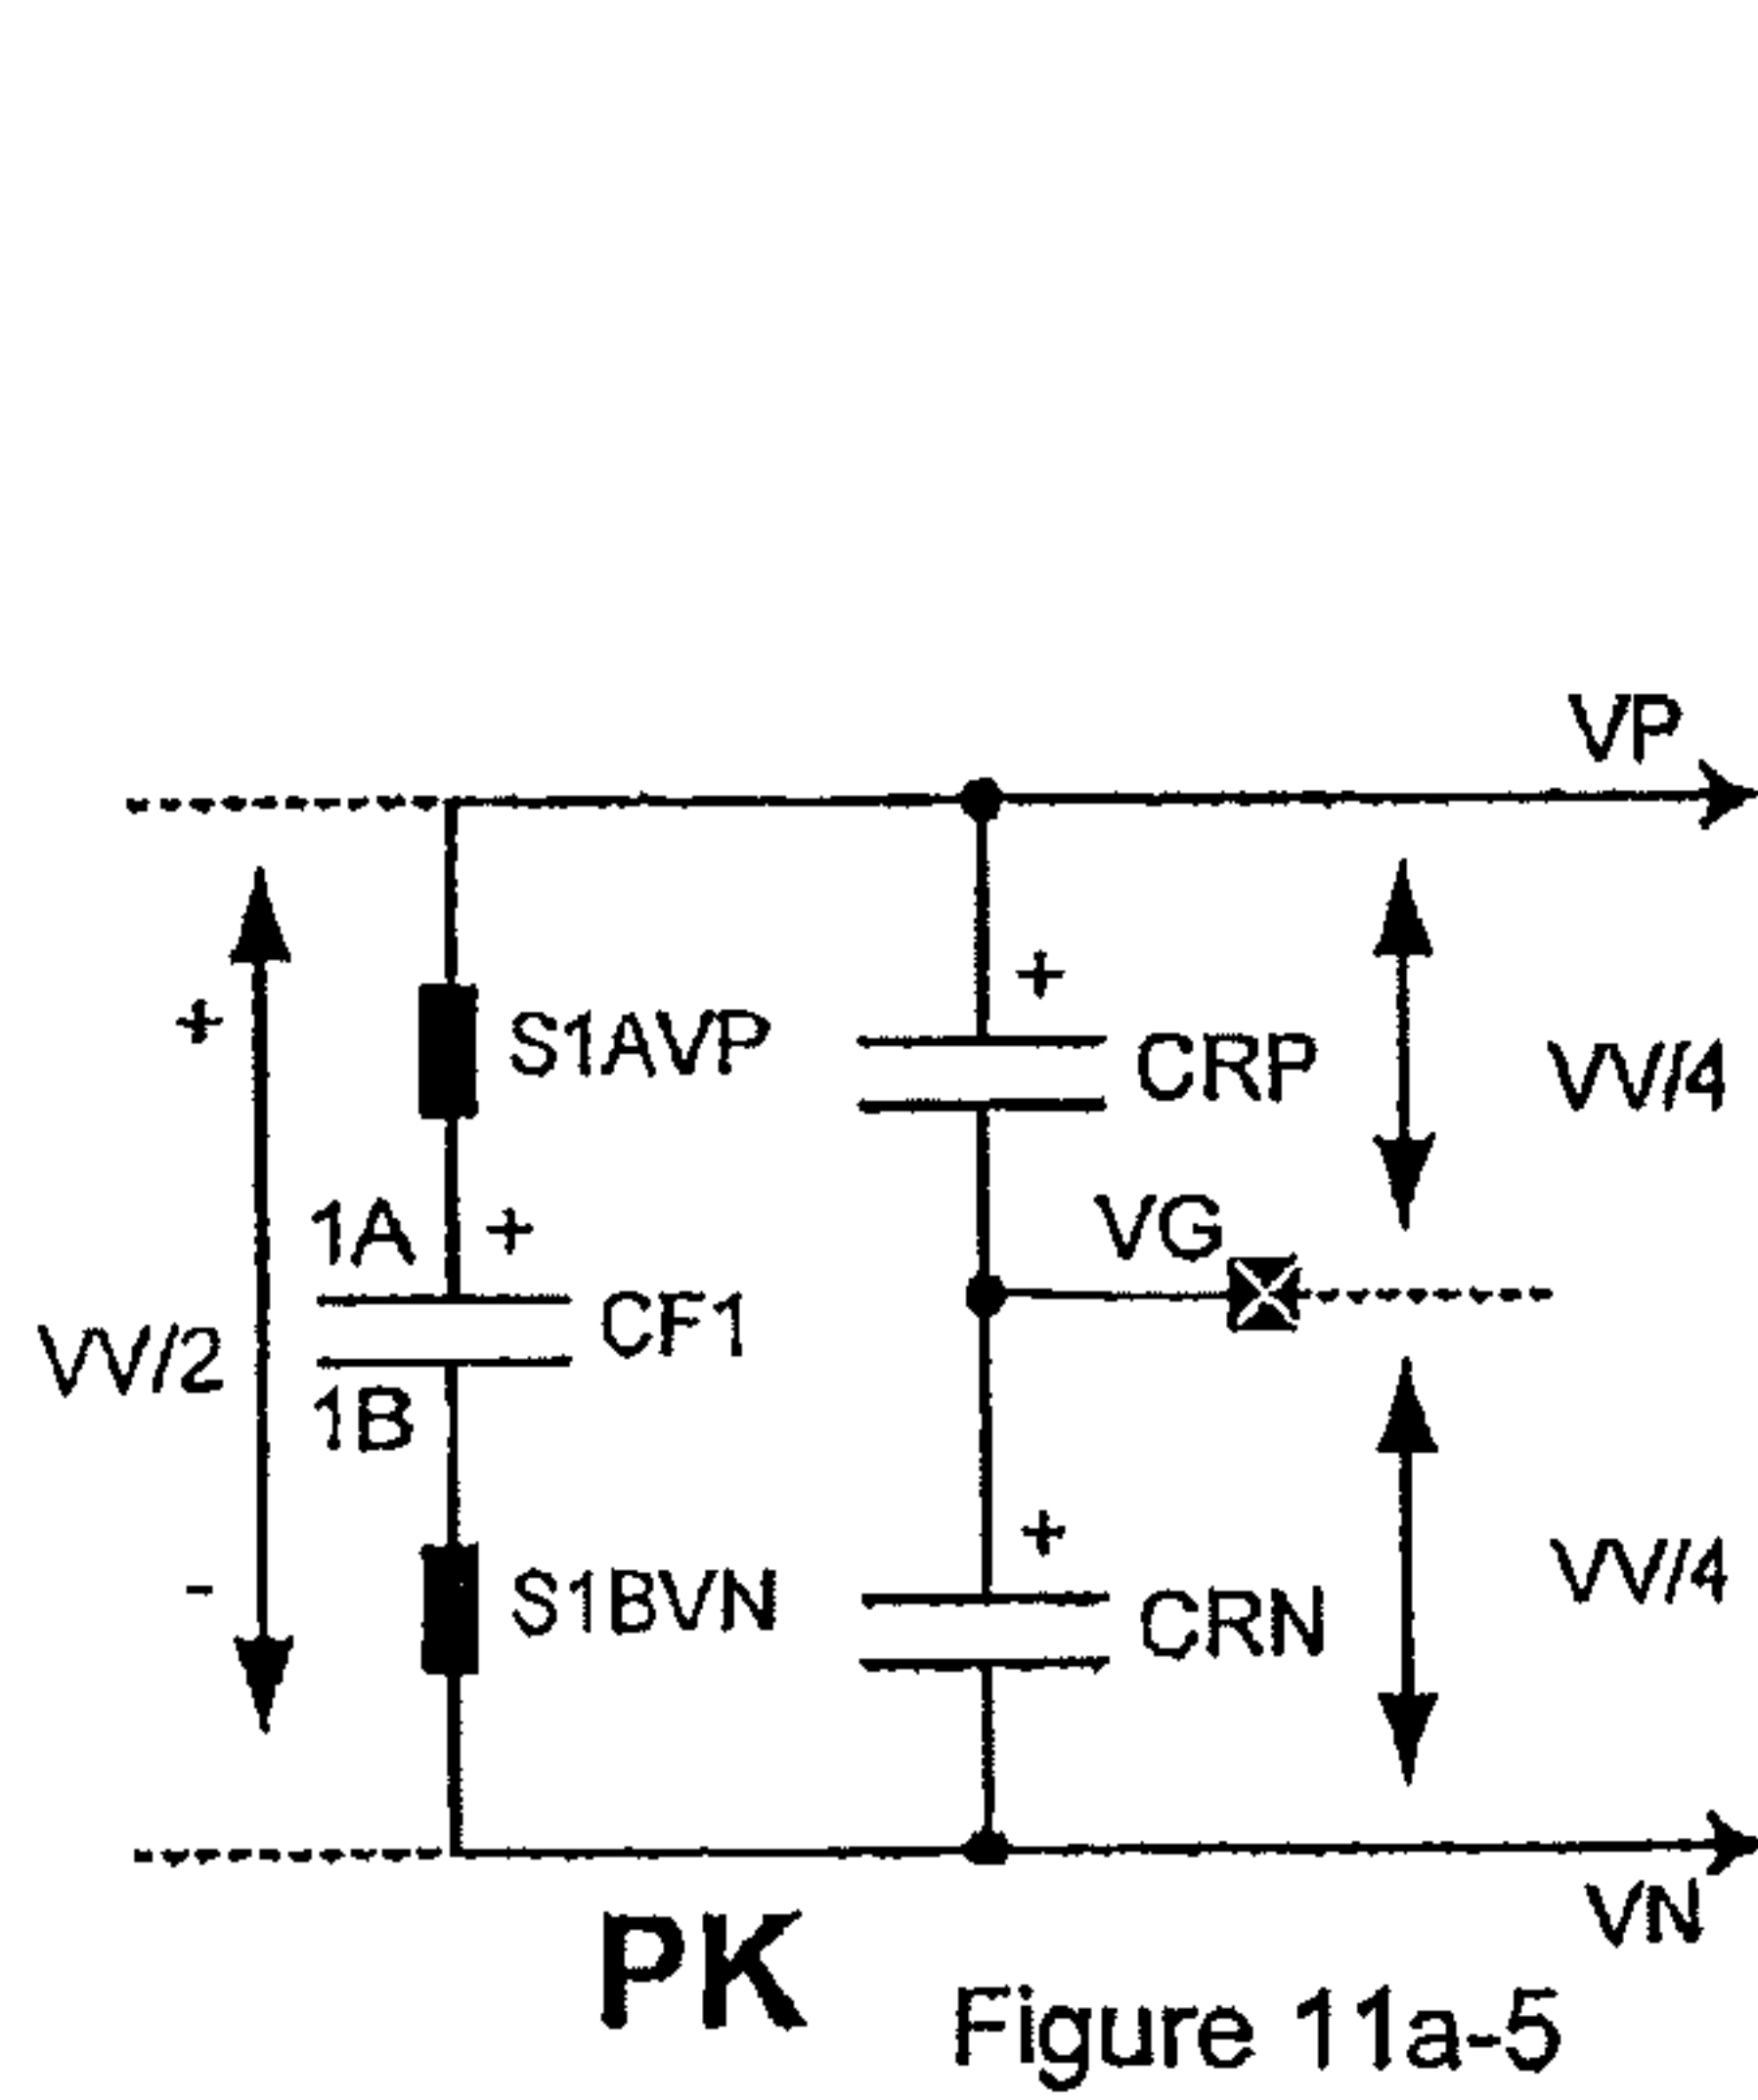 VP
+
+
S1AVP
CRP
VV/4
1A
+
VG
CF1
VV/2
1B
+
-
S1BVN
CRN
VV/4
VN
PK
Figure 11a-5